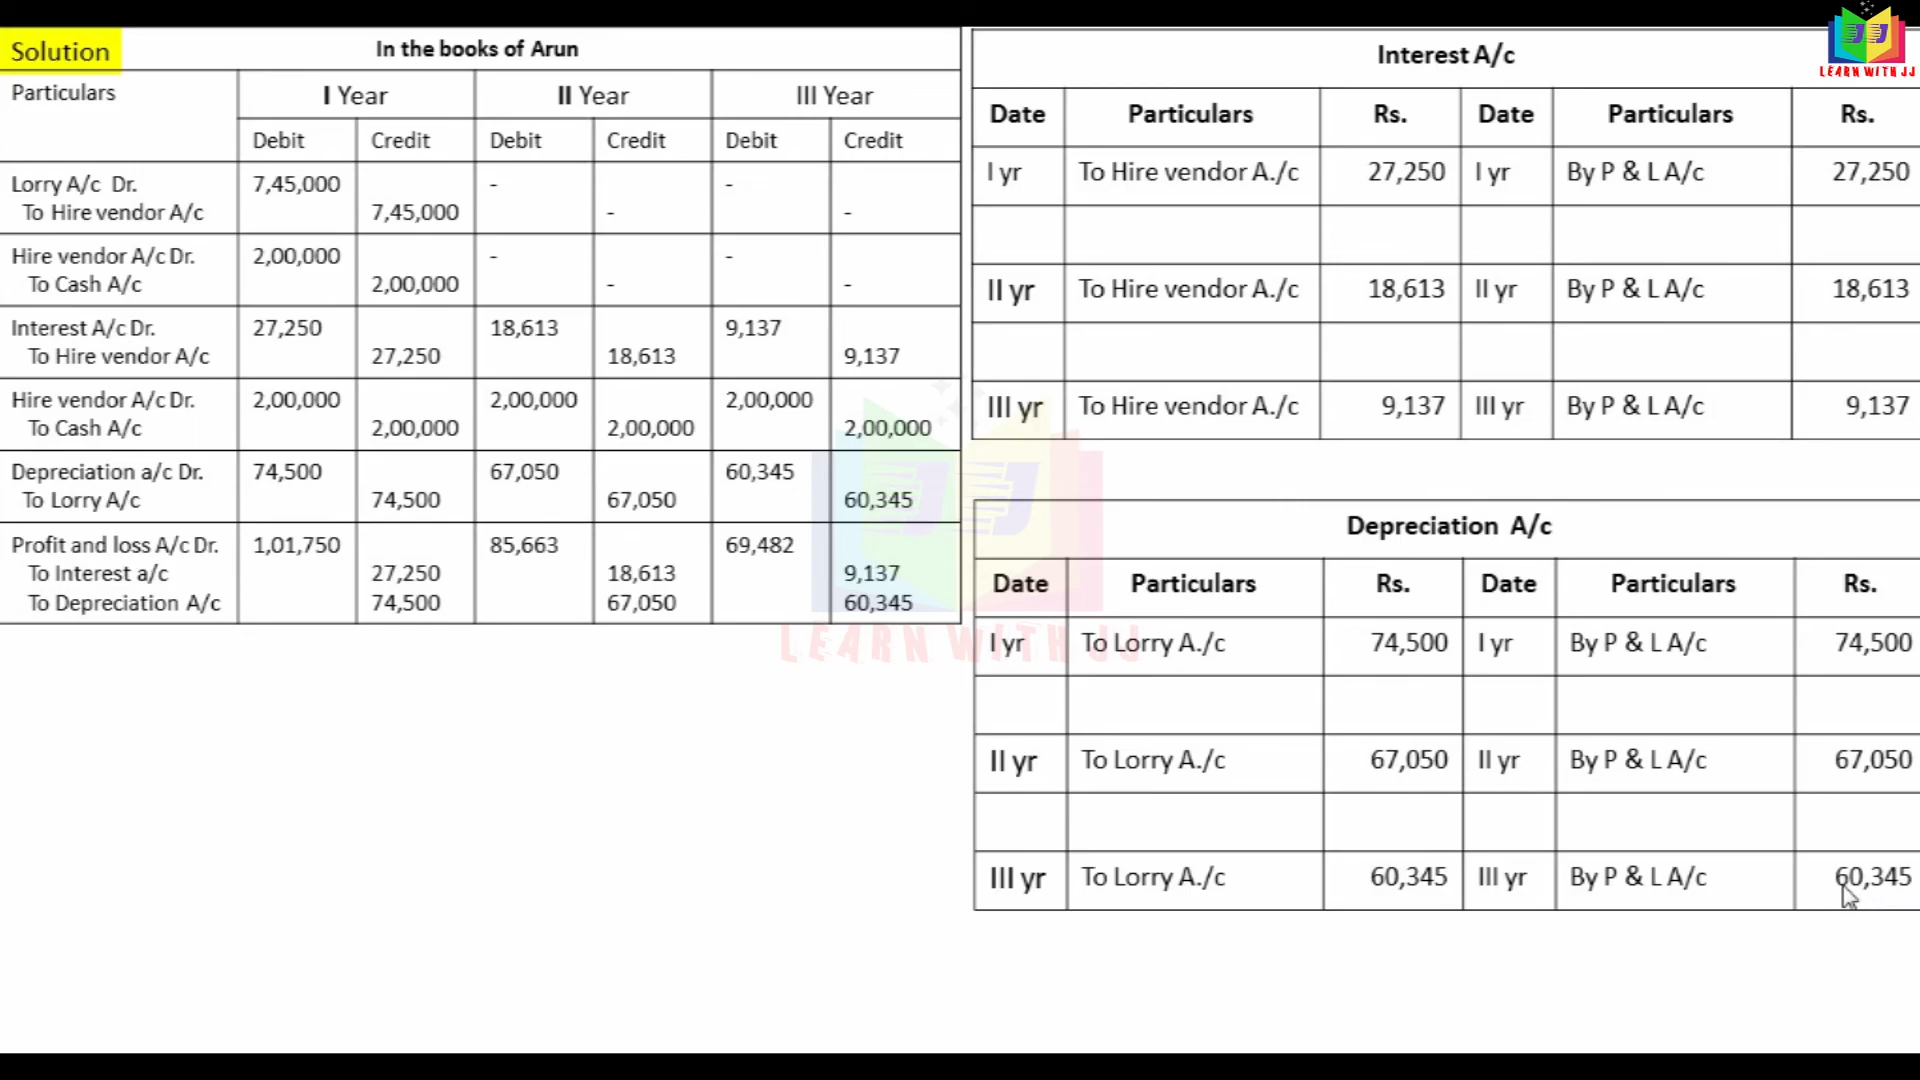 Solution
In the books of Arun
Particulars I Year II Year III Year
Debit Credit Debit Credit Debit Credit
Lorry A/c Dr. 7,45,000 - -
To Hire vendor A/c 7,45,000 - -
Hire vendor A/c Dr. 2,00,000 - -
To Cash A/c 2,00,000 - -
Interest A/c Dr. 27,250 18,613 9,137
To Hire vendor A/c 27,250 18,613 9,137
Hire vendor A/c Dr. 2,00,000 2,00,000 2,00,000
To Cash A/c 2,00,000 2,00,000 2,00,000
Depreciation a/c Dr. 74,500 67,050 60,345
To Lorry A/c 74,500 67,050 60,345
Profit and loss A/c Dr. 1,01,750 85,663 69,482
To Interest a/c 27,250 18,613 9,137
To Depreciation A/c 74,500 67,050 60,345
Interest A/c
Date Particulars Rs. Date Particulars Rs.
I yr To Hire vendor A./c 27,250 I yr By P & L A/c 27,250
II yr To Hire vendor A./c 18,613 II yr By P & L A/c 18,613
III yr To Hire vendor A./c 9,137 III yr By P & L A/c 9,137
Depreciation A/c
Date Particulars Rs. Date Particulars Rs.
I yr To Lorry A./c 74,500 I yr By P & L A/c 74,500
II yr To Lorry A./c 67,050 II yr By P & L A/c 67,050
III yr To Lorry A./c 60,345 III yr By P & L A/c 60,345
JJ
LEARN WITH JJ
JJ
LEARN WITH JJ